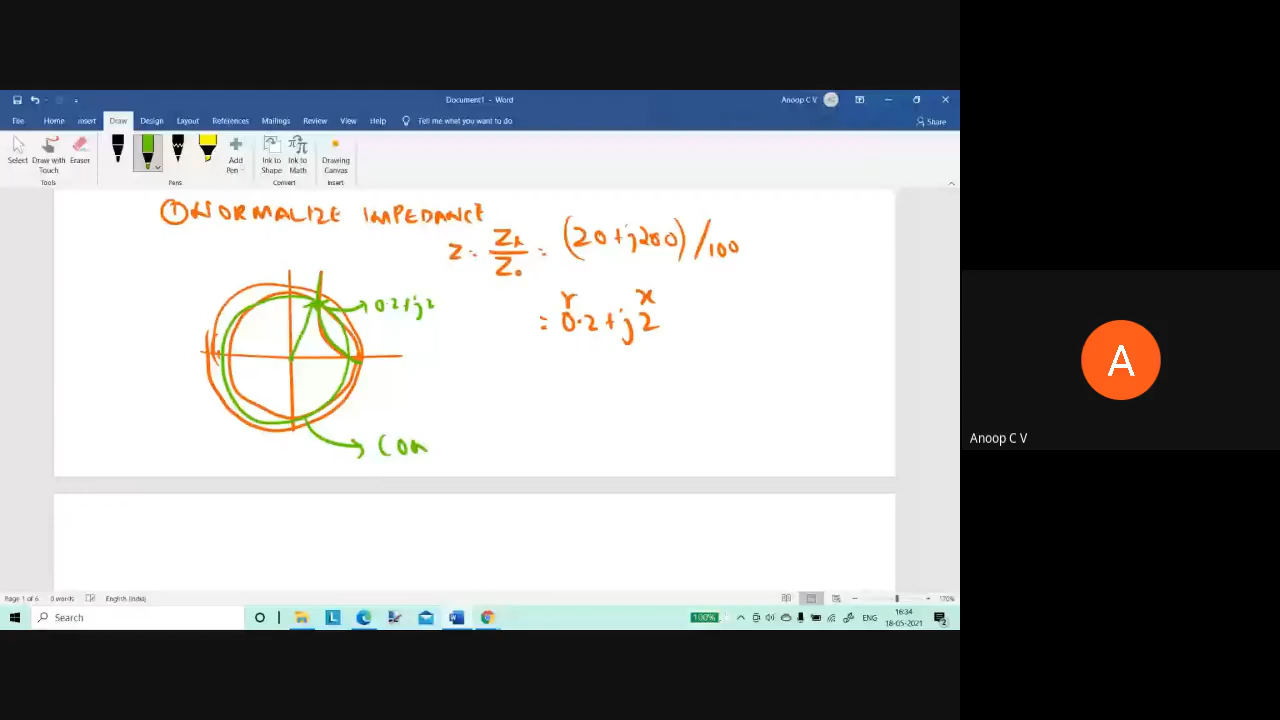 Document1 - Word
Anoop C V
File Home Insert Draw Design Layout References Mailings Review View Help Tell me what you want to do
Share
Select Draw with Touch Eraser Add Pen Ink to Shape Ink to Math Drawing Canvas
Tools Pens Convert Insert
① NORMALIZE IMPEDANCE
Z = ZL/Z0 = (20+j200)/100
r x
= 0.2+j2
0.2+j2
Con
Anoop C V
A
Page 1 of 6 0 words English (India) 170%
Search
L
100%
ENG
16:34
18-05-2021
2